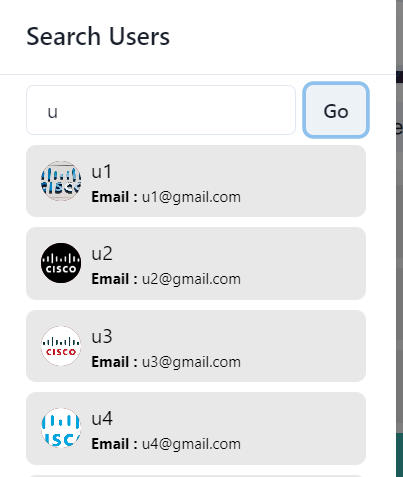 Search Users
u
Go
u1
Email : u1@gmail.com
CISCO
u2
Email : u2@gmail.com
CISCO
u3
Email : u3@gmail.com
u4
Email : u4@gmail.com